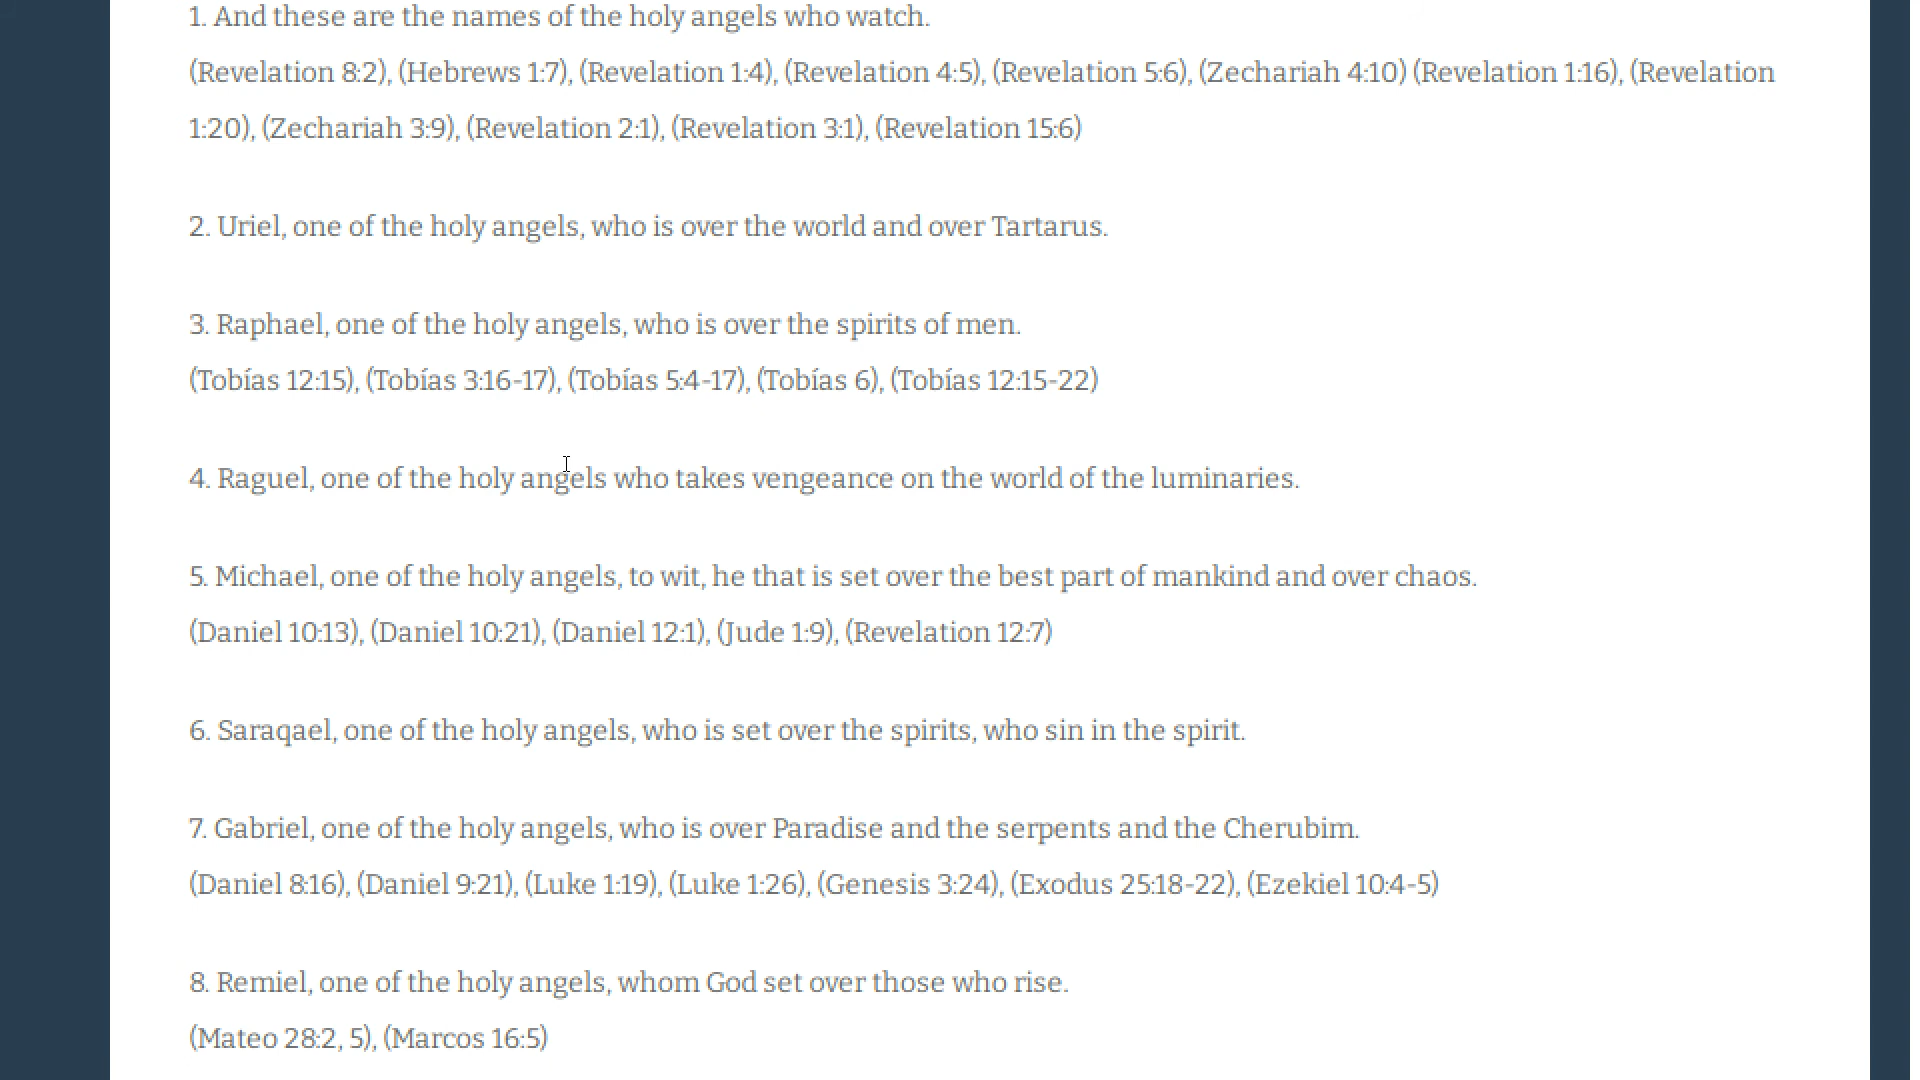 1. And these are the names of the holy angels who watch.
(Revelation 8:2), (Hebrews 1:7), (Revelation 1:4), (Revelation 4:5), (Revelation 5:6), (Zechariah 4:10) (Revelation 1:16), (Revelation
1:20), (Zechariah 3:9), (Revelation 2:1), (Revelation 3:1), (Revelation 15:6)
2. Uriel, one of the holy angels, who is over the world and over Tartarus.
3. Raphael, one of the holy angels, who is over the spirits of men.
(Tobías 12:15), (Tobías 3:16-17), (Tobías 5:4-17), (Tobías 6), (Tobías 12:15-22)
4. Raguel, one of the holy angels who takes vengeance on the world of the luminaries.
5. Michael, one of the holy angels, to wit, he that is set over the best part of mankind and over chaos.
(Daniel 10:13), (Daniel 10:21), (Daniel 12:1), (Jude 1:9), (Revelation 12:7)
6. Saraqael, one of the holy angels, who is set over the spirits, who sin in the spirit.
7. Gabriel, one of the holy angels, who is over Paradise and the serpents and the Cherubim.
(Daniel 8:16), (Daniel 9:21), (Luke 1:19), (Luke 1:26), (Genesis 3:24), (Exodus 25:18-22), (Ezekiel 10:4-5)
8. Remiel, one of the holy angels, whom God set over those who rise.
(Mateo 28:2, 5), (Marcos 16:5)